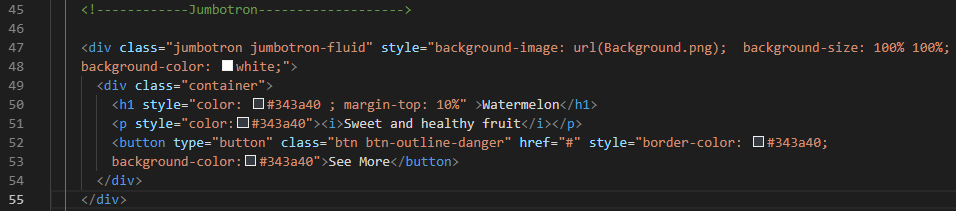 45 <!------------Jumbotron------------------->
46
47 <div class="jumbotron jumbotron-fluid" style="background-image: url(Background.png);  background-size: 100% 100%;
48 background-color: white;">
49 <div class="container">
50 <h1 style="color: #343a40 ; margin-top: 10%" >Watermelon</h1>
51 <p style="color:#343a40"><i>Sweet and healthy fruit</i></p>
52 <button type="button" class="btn btn-outline-danger" href="#" style="border-color: #343a40;
53 background-color:#343a40">See More</button>
54 </div>
55 </div>